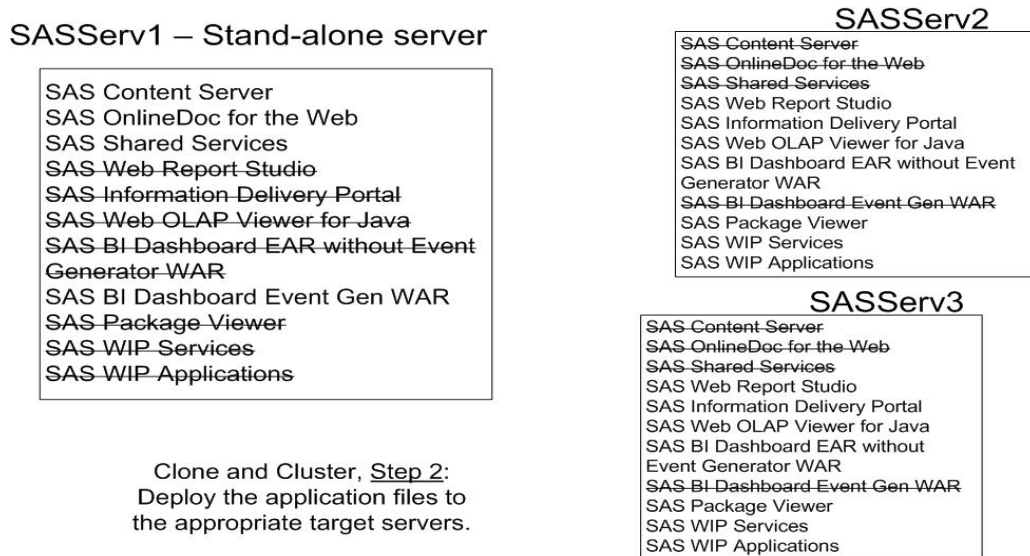 SASServ1 – Stand-alone server
SAS Content Server
SAS OnlineDoc for the Web
SAS Shared Services
SAS Web Report Studio
SAS Information Delivery Portal
SAS Web OLAP Viewer for Java
SAS BI Dashboard EAR without Event
Generator WAR
SAS BI Dashboard Event Gen WAR
SAS Package Viewer
SAS WIP Services
SAS WIP Applications
Clone and Cluster, Step 2:
Deploy the application files to
the appropriate target servers.
SASServ2
SAS Content Server
SAS OnlineDoc for the Web
SAS Shared Services
SAS Web Report Studio
SAS Information Delivery Portal
SAS Web OLAP Viewer for Java
SAS BI Dashboard EAR without Event
Generator WAR
SAS BI Dashboard Event Gen WAR
SAS Package Viewer
SAS WIP Services
SAS WIP Applications
SASServ3
SAS Content Server
SAS OnlineDoc for the Web
SAS Shared Services
SAS Web Report Studio
SAS Information Delivery Portal
SAS Web OLAP Viewer for Java
SAS BI Dashboard EAR without
Event Generator WAR
SAS BI Dashboard Event Gen WAR
SAS Package Viewer
SAS WIP Services
SAS WIP Applications